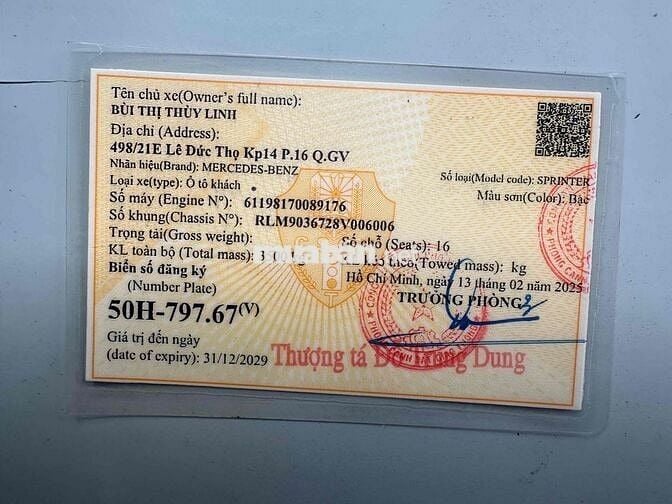 Tên chủ xe(Owner's full name):
BÙI THỊ THÙY LINH
Địa chỉ (Address):
498/21E Lê Đức Thọ Kp14 P.16 Q.GV
Nhãn hiệu(Brand): MERCEDES-BENZ
Số loại(Model code): SPRINTER
Loại xe(type): Ô tô khách
Màu sơn(Color): Bạc
Số máy (Engine N°): 61198170089176
Số khung(Chassis N°): RLM9036728V006006
Trọng tải(Gross weight):
Số chỗ (Seats): 16
KL toàn bộ (Total mass):
(Towed mass): kg
Biển số đăng ký
Hồ Chí Minh, ngày 13 tháng 02 năm 2025
(Number Plate)
TRƯỞNG PHÒNG
50H-797.67(V)
Giá trị đến ngày
(date of expiry): 31/12/2029
Thượng tá Dung